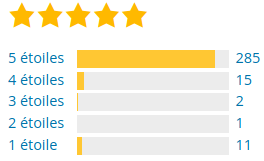 5 étoiles 285
4 étoiles 15
3 étoiles 2
2 étoiles 1
1 étoile 11